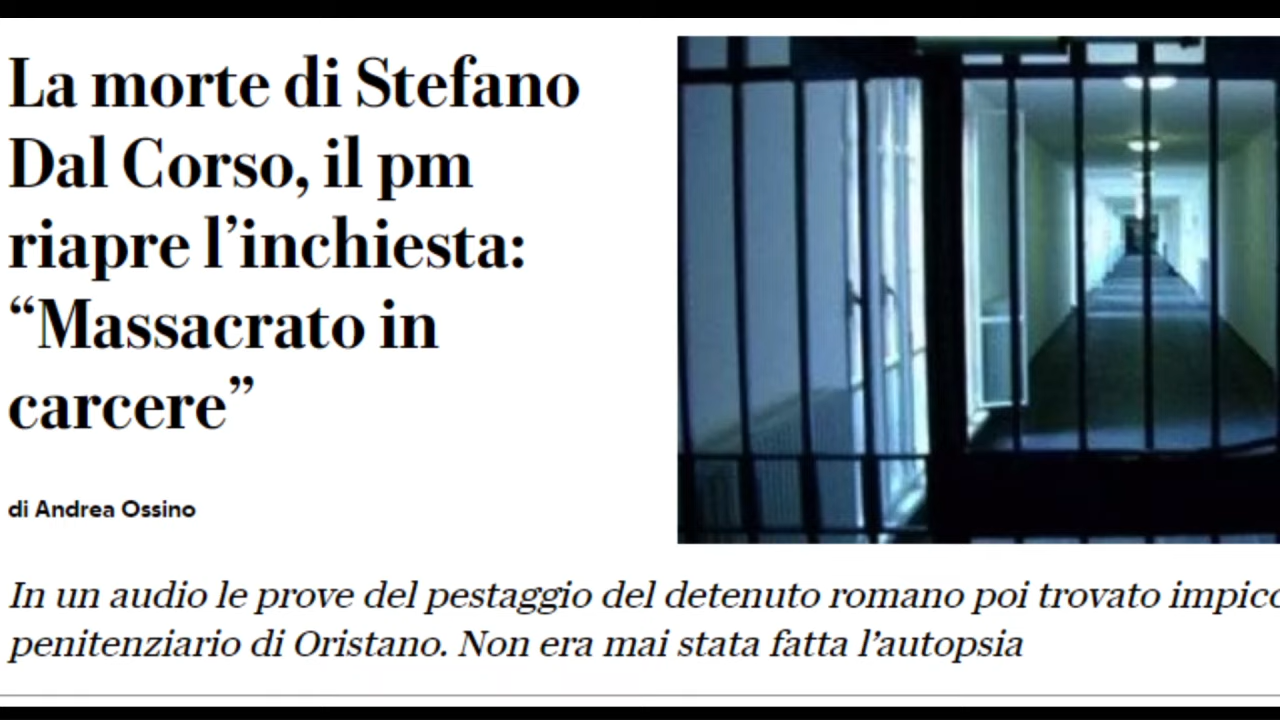 La morte di Stefano
Dal Corso, il pm
riapre l’inchiesta:
“Massacrato in
carcere”
di Andrea Ossino
In un audio le prove del pestaggio del detenuto romano poi trovato
penitenziario di Oristano. Non era mai stata fatta l’autopsia